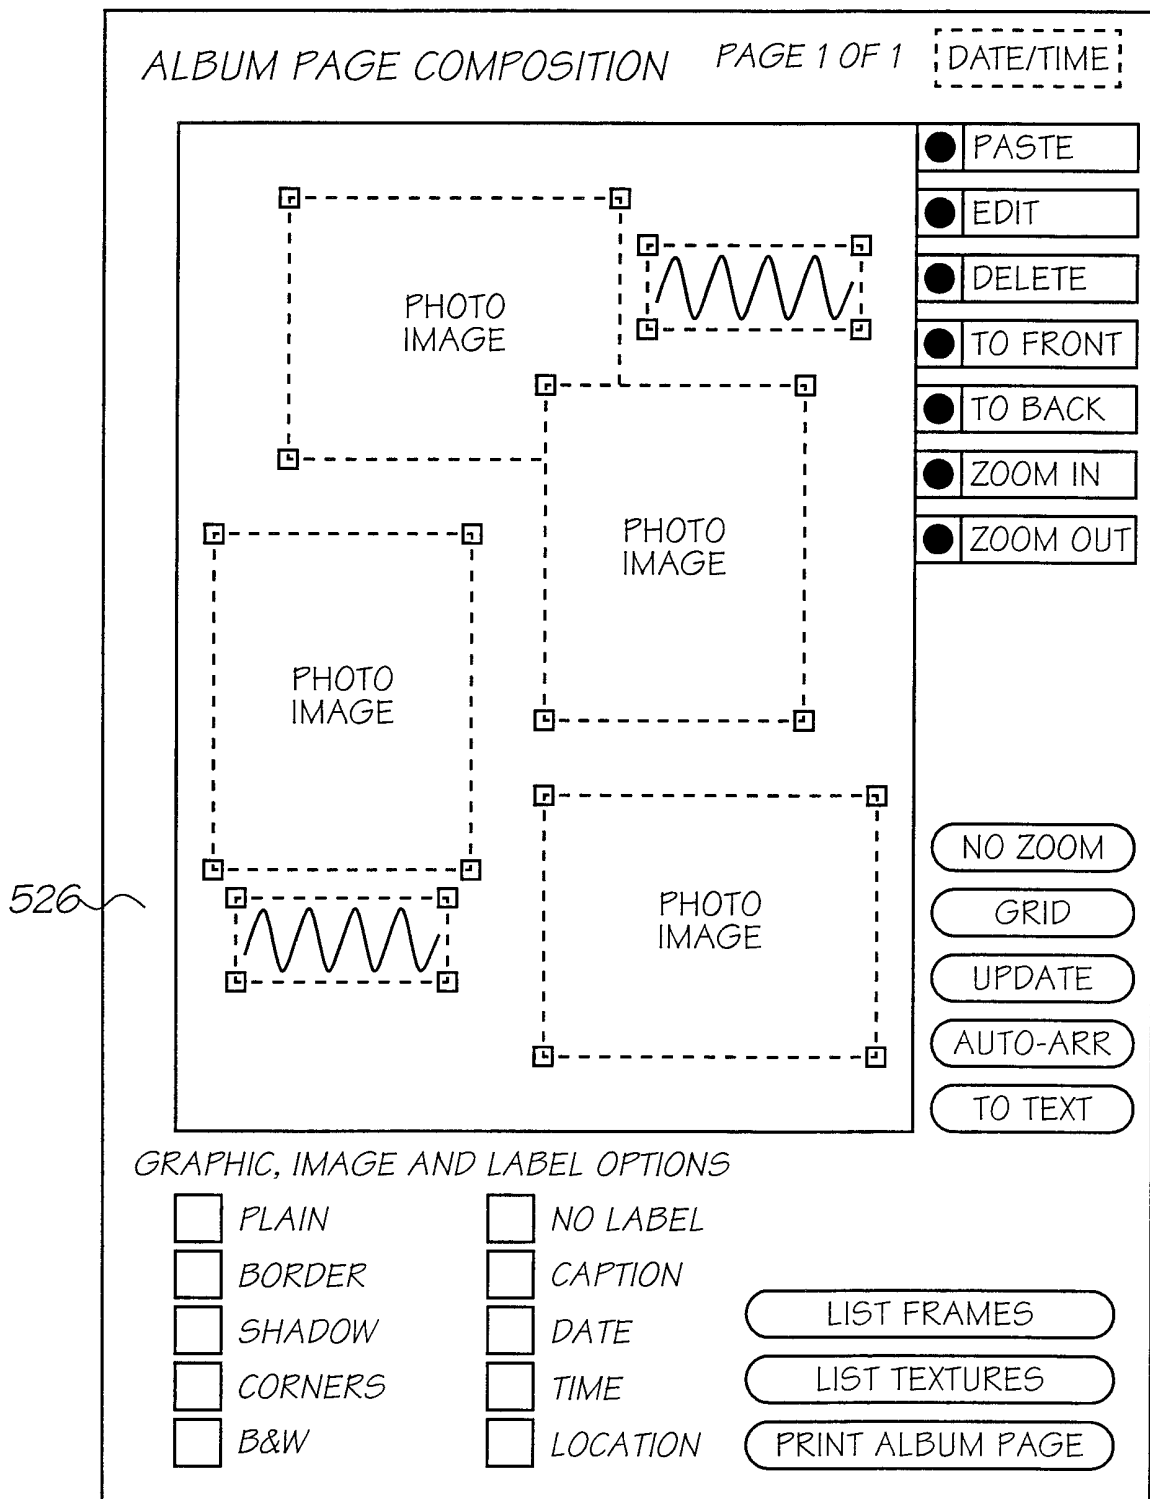 ALBUM PAGE COMPOSITION
PAGE 1 OF 1
DATE/TIME
PASTE
EDIT
DELETE
TO FRONT
TO BACK
ZOOM IN
ZOOM OUT
PHOTO
IMAGE
PHOTO
IMAGE
PHOTO
IMAGE
PHOTO
IMAGE
526
NO ZOOM
GRID
UPDATE
AUTO-ARR
TO TEXT
GRAPHIC, IMAGE AND LABEL OPTIONS
PLAIN
BORDER
SHADOW
CORNERS
B&W
NO LABEL
CAPTION
DATE
TIME
LOCATION
LIST FRAMES
LIST TEXTURES
PRINT ALBUM PAGE